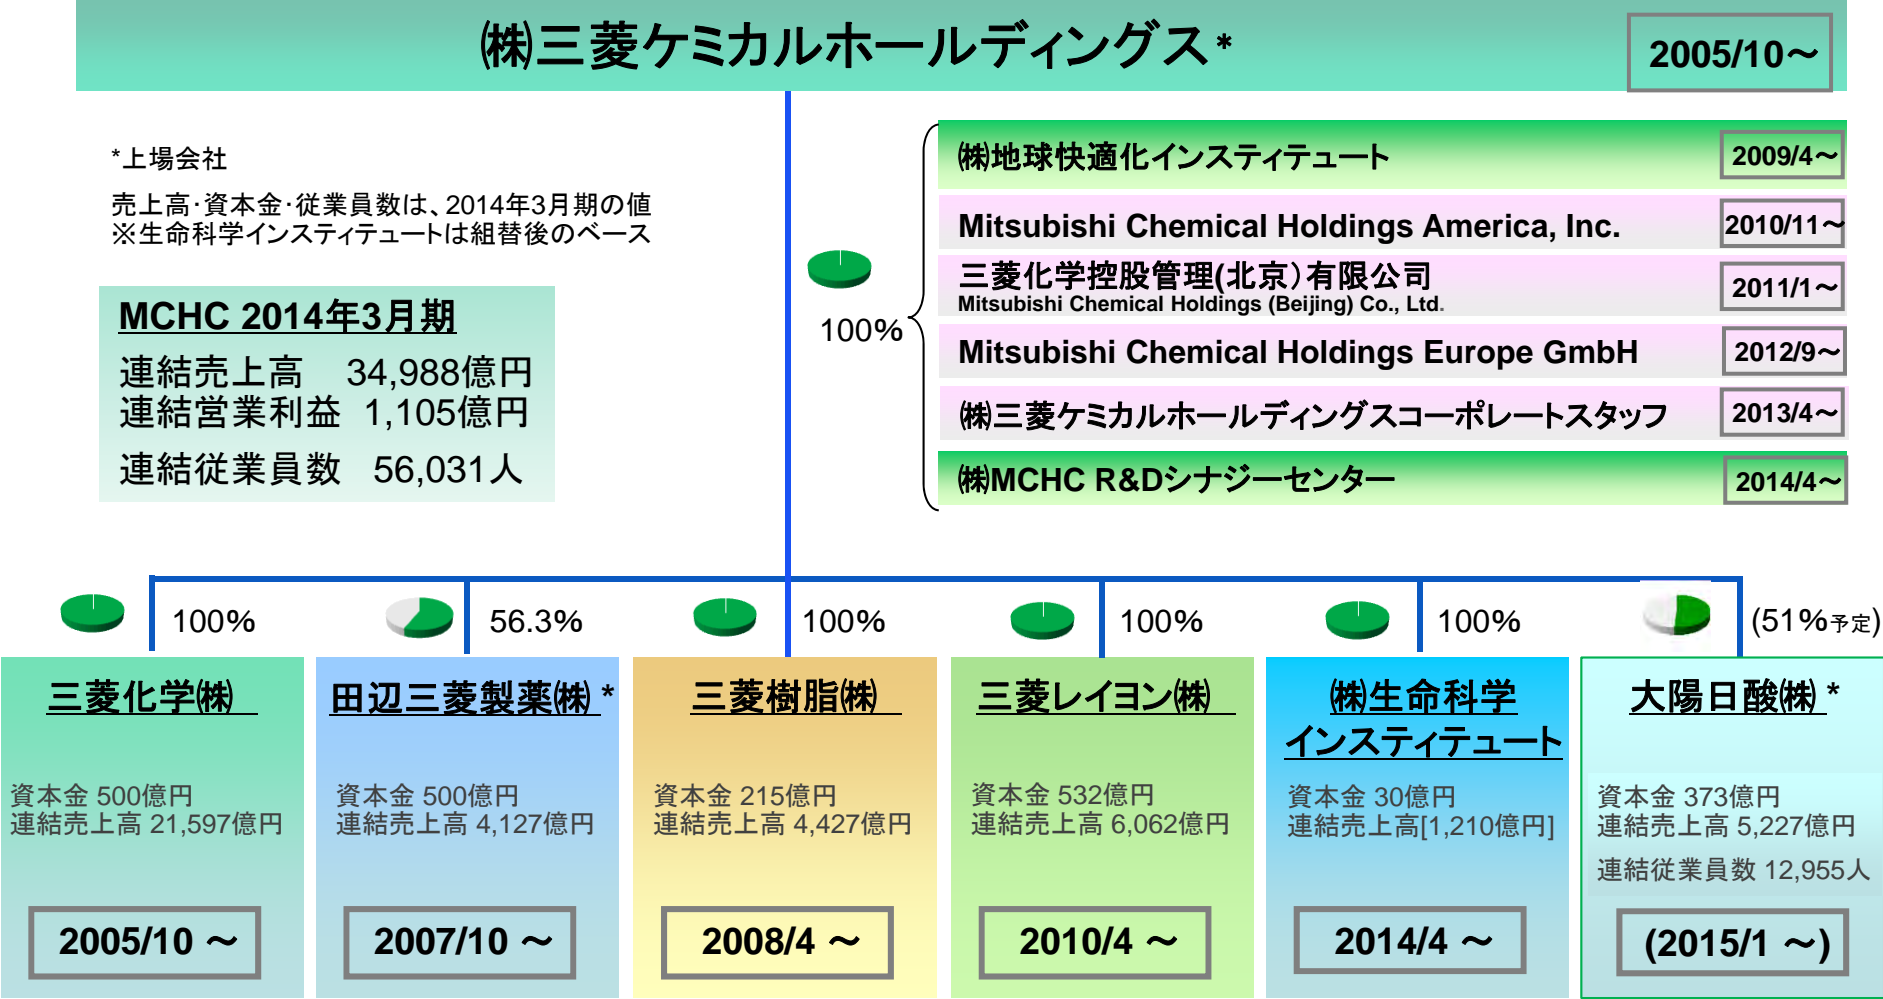 ㈱三菱ケミカルホールディングス*
2005/10～
*上場会社
売上高･資本金･従業員数は、2014年3月期の値
※生命科学インスティテュートは組替後のベース
MCHC 2014年3月期
連結売上高 34,988億円
連結営業利益 1,105億円
連結従業員数 56,031人
100%
㈱地球快適化インスティテュート 2009/4～
Mitsubishi Chemical Holdings America, Inc. 2010/11～
三菱化学控股管理(北京）有限公司 2011/1～
Mitsubishi Chemical Holdings (Beijing) Co., Ltd.
Mitsubishi Chemical Holdings Europe GmbH 2012/9～
㈱三菱ケミカルホールディングスコーポレートスタッフ 2013/4～
㈱MCHC R&Dシナジーセンター 2014/4～
100%
三菱化学㈱
資本金 500億円
連結売上高 21,597億円
2005/10 ～
56.3%
田辺三菱製薬㈱ *
資本金 500億円
連結売上高 4,127億円
2007/10 ～
100%
三菱樹脂㈱
資本金 215億円
連結売上高 4,427億円
2008/4 ～
100%
三菱レイヨン㈱
資本金 532億円
連結売上高 6,062億円
2010/4 ～
100%
㈱生命科学
インスティテュート
資本金 30億円
連結売上高[1,210億円]
2014/4 ～
(51%予定)
大陽日酸㈱ *
資本金 373億円
連結売上高 5,227億円
連結従業員数 12,955人
(2015/1 ～)